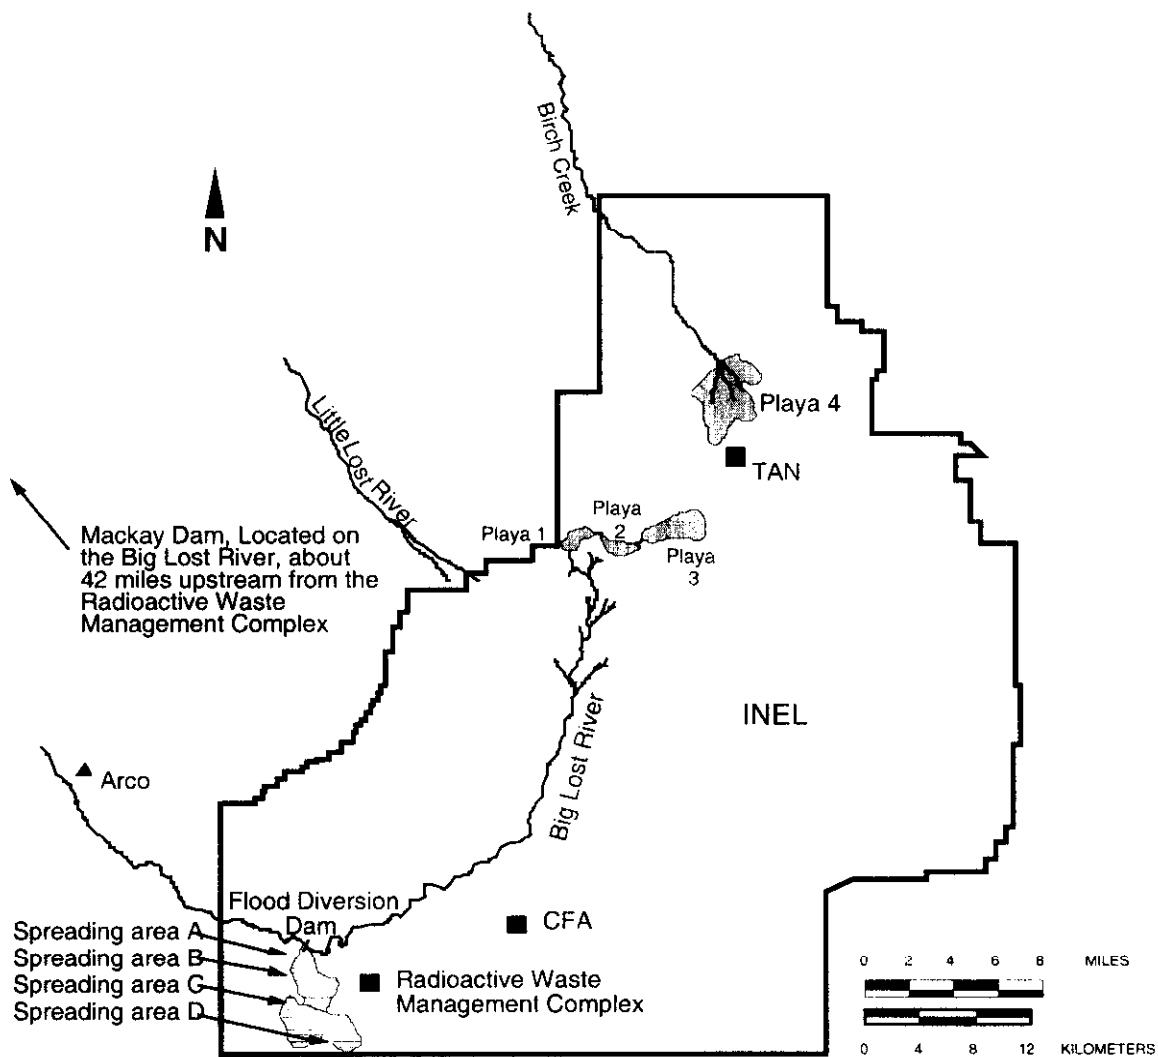 Birch Creek
N
Little Lost River
Playa 4
TAN
Playa 1
Playa
2
Playa
3
Mackay Dam, Located on
the Big Lost River, about
42 miles upstream from the
Radioactive Waste
Management Complex
INEL
Big Lost River
Arco
Flood Diversion
Dam
CFA
Spreading area A
Spreading area B
Spreading area C
Spreading area D
Radioactive Waste
Management Complex
0 2 4 6 8 MILES
0 4 8 12 KILOMETERS